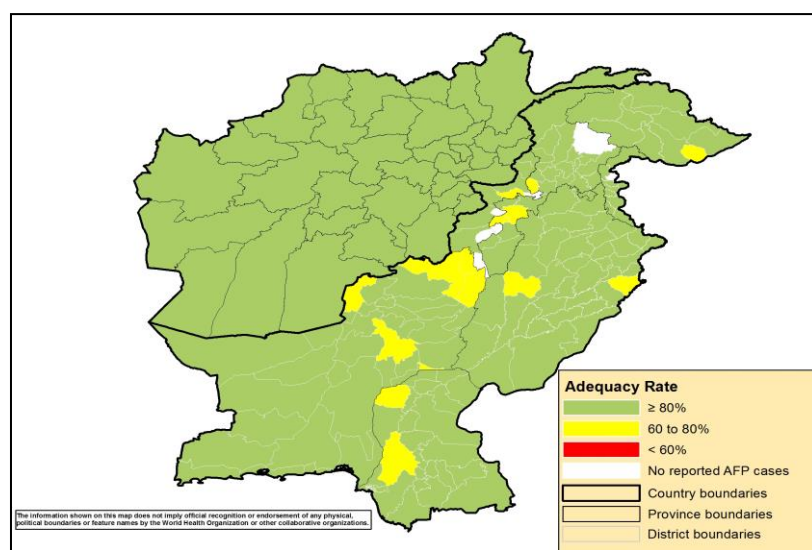 Adequacy Rate
≥ 80%
60 to 80%
< 60%
No reported AFP cases
Country boundaries
Province boundaries
District boundaries
The information shown on this map does not imply official recognition or endorsement of any physical,
political boundaries or feature names by the World Health Organization or other collaborative organizations.